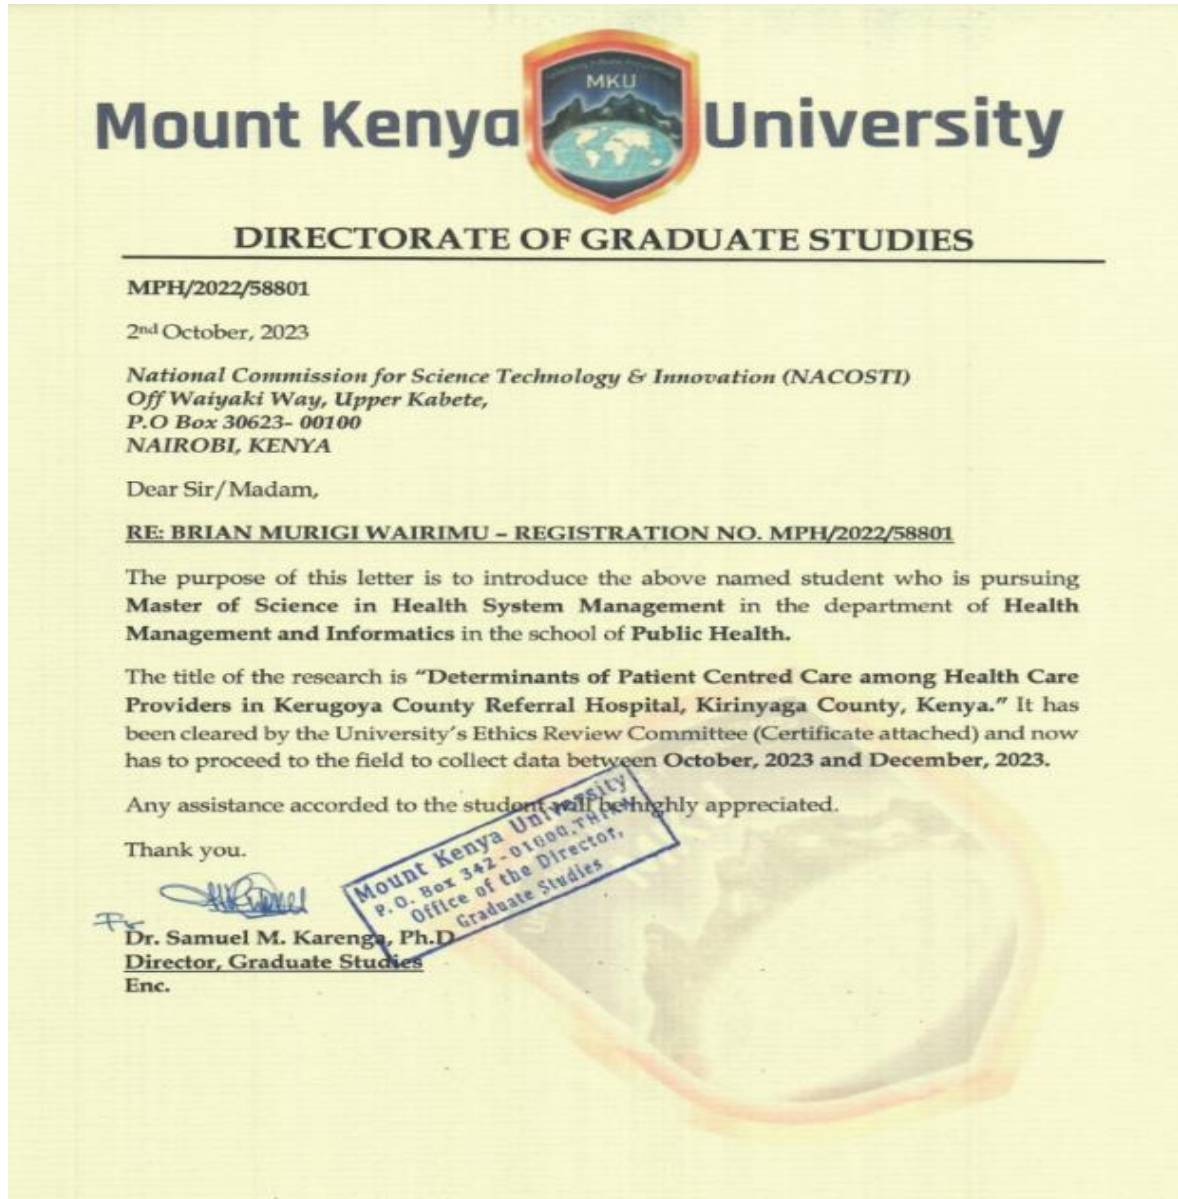 Mount Kenya University
MKU
DIRECTORATE OF GRADUATE STUDIES
MPH/2022/58801
2nd October, 2023
National Commission for Science Technology & Innovation (NACOSTI)
Off Waiyaki Way, Upper Kabete,
P.O Box 30623- 00100
NAIROBI, KENYA
Dear Sir/Madam,
RE: BRIAN MURIGI WAIRIMU – REGISTRATION NO. MPH/2022/58801
The purpose of this letter is to introduce the above named student who is pursuing
Master of Science in Health System Management in the department of Health
Management and Informatics in the school of Public Health.
The title of the research is “Determinants of Patient Centred Care among Health Care
Providers in Kerugoya County Referral Hospital, Kirinyaga County, Kenya.” It has
been cleared by the University's Ethics Review Committee (Certificate attached) and now
has to proceed to the field to collect data between October, 2023 and December, 2023.
Any assistance accorded to the student will be highly appreciated.
Thank you.
Mount Kenya University
P. O. Box 342-01000, THIKA
Office of the Director,
Graduate Studies
Dr. Samuel M. Karenga, Ph.D
Director, Graduate Studies
Enc.